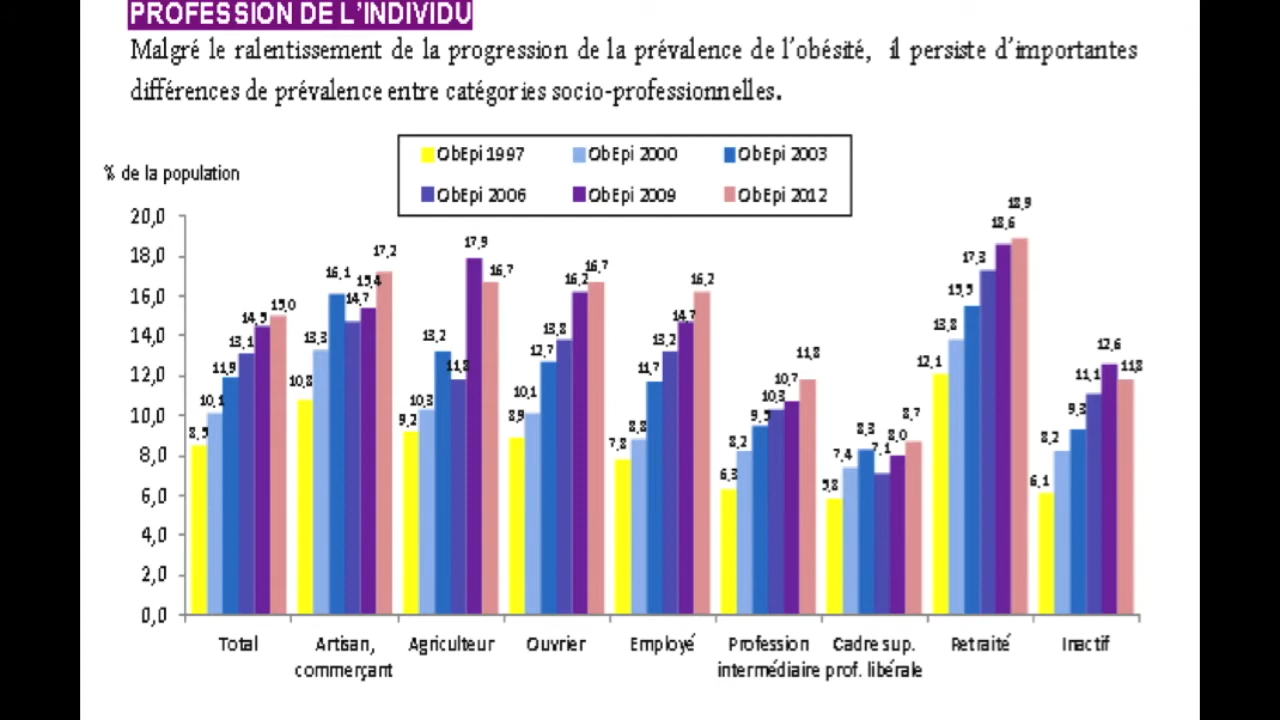 PROFESSION DE L'INDIVIDU
Malgré le ralentissement de la progression de la prévalence de l'obésité, il persiste d'importantes
différences de prévalence entre catégories socio-professionnelles.
% de la population
ObEpi 1997 ObEpi 2000 ObEpi 2003
ObEpi 2006 ObEpi 2009 ObEpi 2012
20,0
18,0
16,0
14,0
12,0
10,0
8,0
6,0
4,0
2,0
0,0
8,5 10,1 11,9 13,1 14,5 15,0
10,8 13,3 16,1 14,7 15,4 17,2
9,2 10,3 13,2 11,8 17,9 16,7
8,9 10,1 12,7 13,8 16,2 16,7
7,8 8,8 11,7 13,2 14,7 16,2
6,3 8,2 9,5 10,3 10,7 11,8
5,8 7,4 8,3 7,1 8,0 8,7
12,1 13,8 15,5 17,3 18,6 18,9
6,1 8,2 9,3 11,1 12,6 11,8
Total Artisan, Agriculteur Ouvrier Employé Profession Cadre sup. Retraité Inactif
commerçant intermédiaire prof. libérale